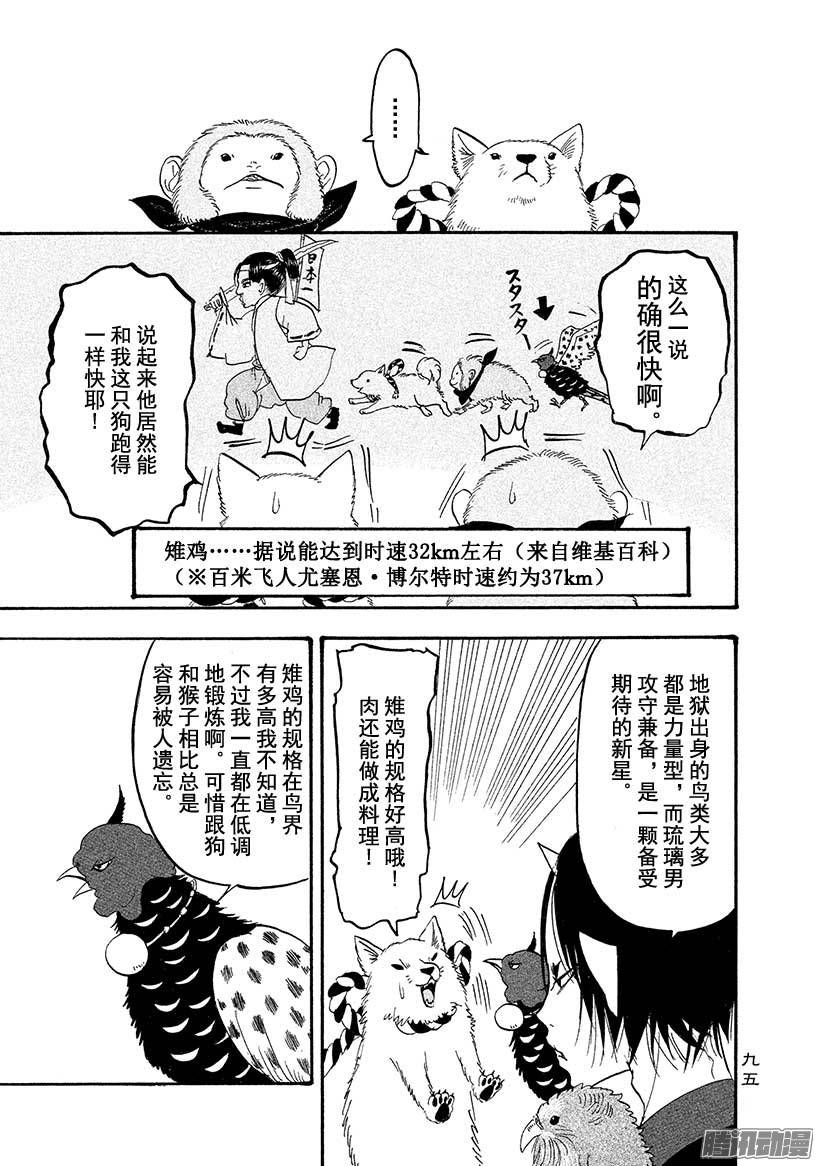 ……
这么一说
的确很快啊。
スタスター
日本一
说起来他居然能
和我这只狗跑得
一样快耶！
雉鸡……据说能达到时速32km左右（来自维基百科）
（※百米飞人尤塞恩·博尔特时速约为37km）
地狱出身的鸟类大多
都是力量型，而琉璃男
攻守兼备，是一颗备受
期待的新星。
雉鸡的规格好高哦！
肉还能做成料理！
雉鸡的规格在鸟界
有多高我不知道，
不过我一直都在低调
地锻炼啊。可惜跟狗
和猴子相比总是
容易被人遗忘。
九五
腾讯动漫